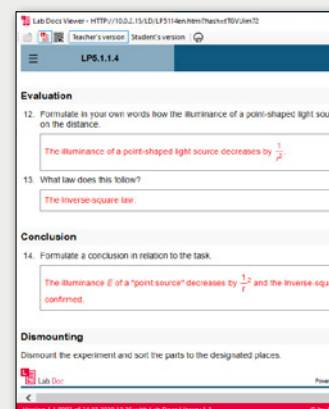 Lab Docs Viewer - HTTP://10.0.2.15/LD/LP5114en.htm?hash=
Teacher's version Student's version
LP5.1.1.4
Evaluation
12. Formulate in your own words how the illuminance of a point-shaped light sou
on the distance.
The illuminance of a point-shaped light source decreases by 1/r².
13. What law does this follow?
The Inverse-square law.
Conclusion
14. Formulate a conclusion in relation to the task.
The illuminance E of a "point source" decreases by 1/r² and the Inverse-squ
confirmed.
Dismounting
Dismount the experiment and sort the parts to the designated places.
Lab Doc
Powe